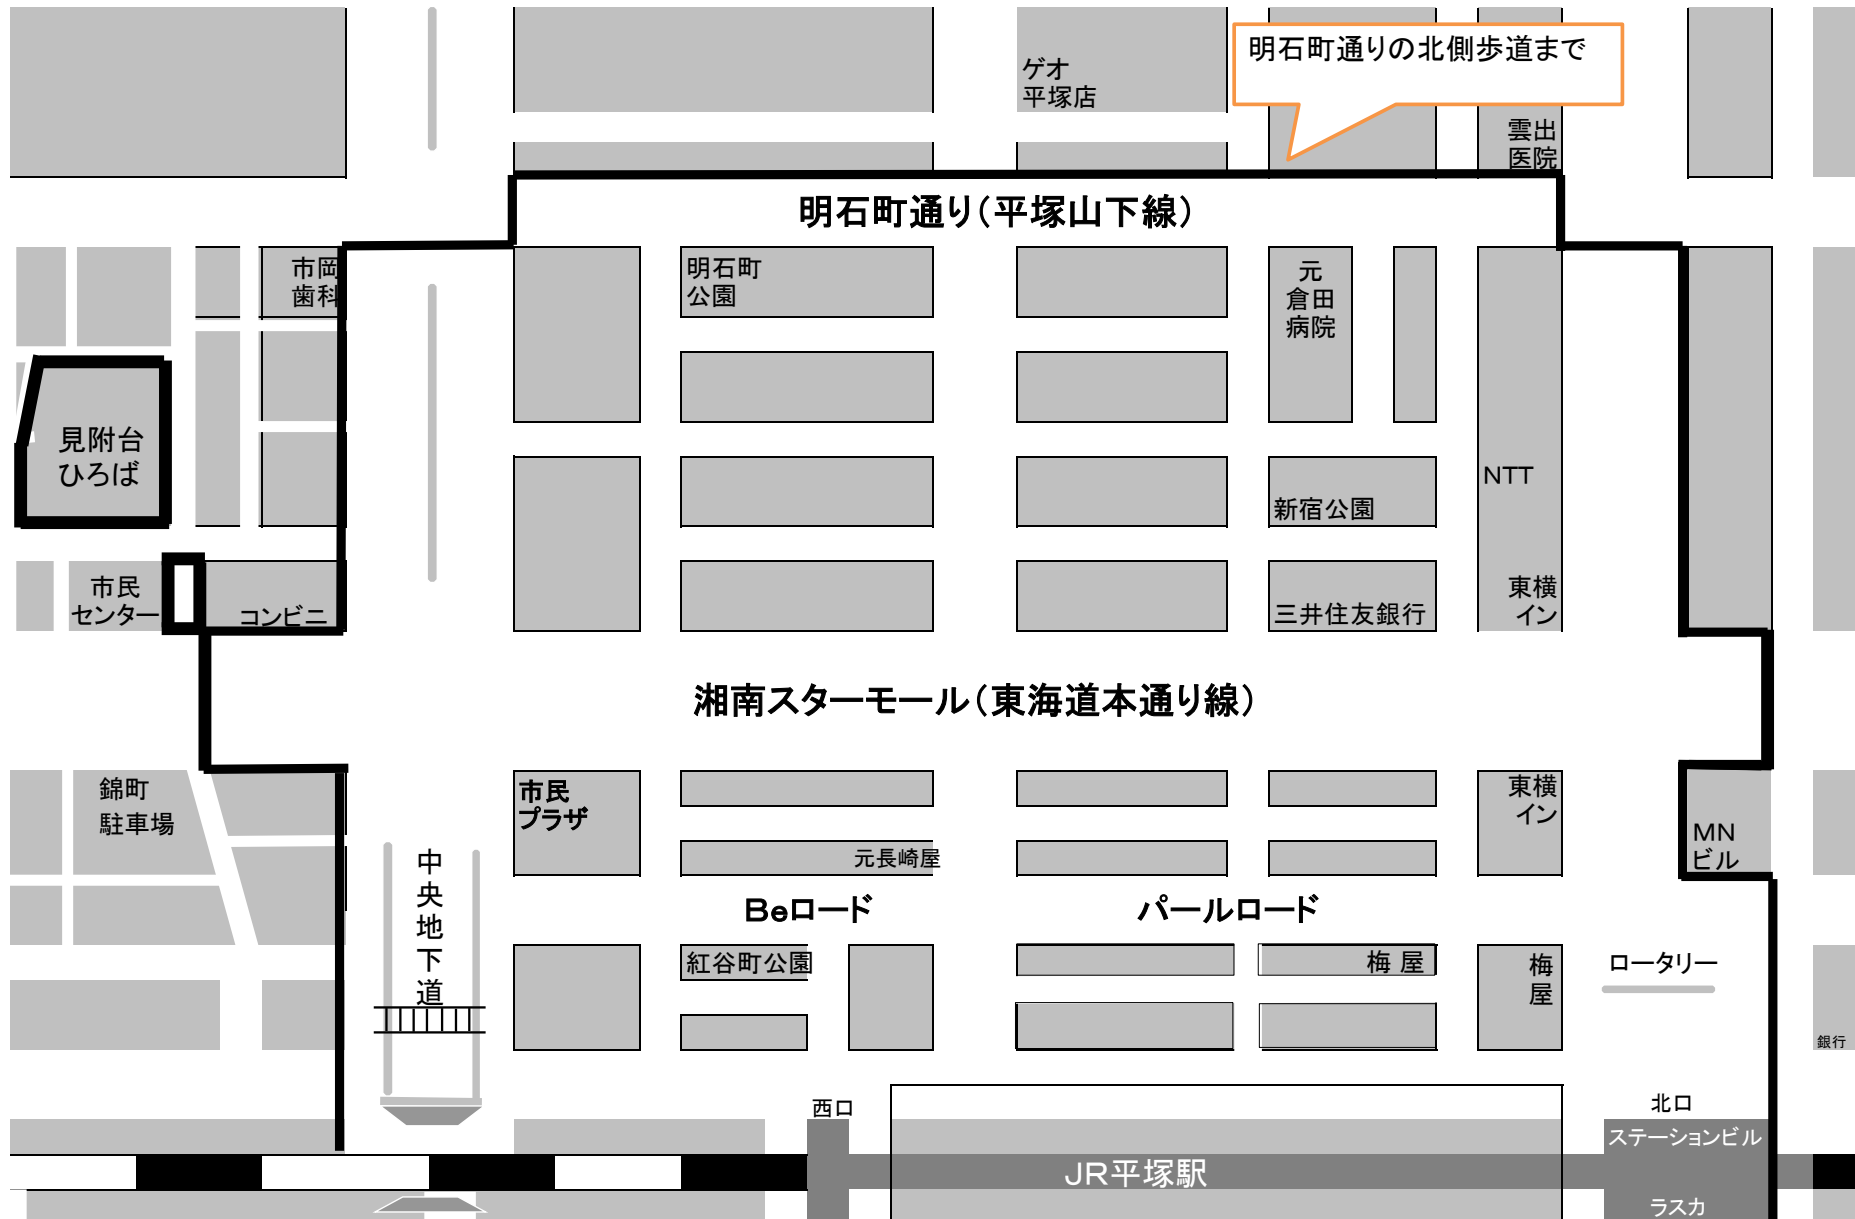 明石町通りの北側歩道まで
ゲオ
平塚店
雲出
医院
明石町通り(平塚山下線)
市岡
歯科
明石町
公園
元
倉田
病院
見附台
ひろば
NTT
新宿公園
市民
センター
コンビニ
三井住友銀行
東横
イン
湘南スターモール(東海道本通り線)
錦町
駐車場
市民
プラザ
東横
イン
MN
ビル
中
央
地
下
道
元長崎屋
Beロード
パールロード
紅谷町公園
梅 屋
梅
屋
ロータリー
銀行
西口
北口
ステーションビル
JR平塚駅
ラスカ